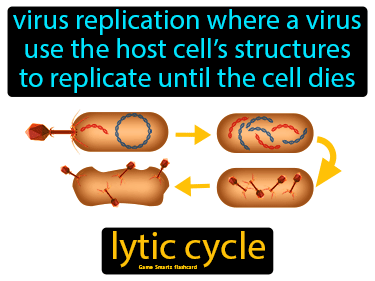 virus replication where a virus
use the host cell's structures
to replicate until the cell dies
lytic cycle
Game Smartz flashcard